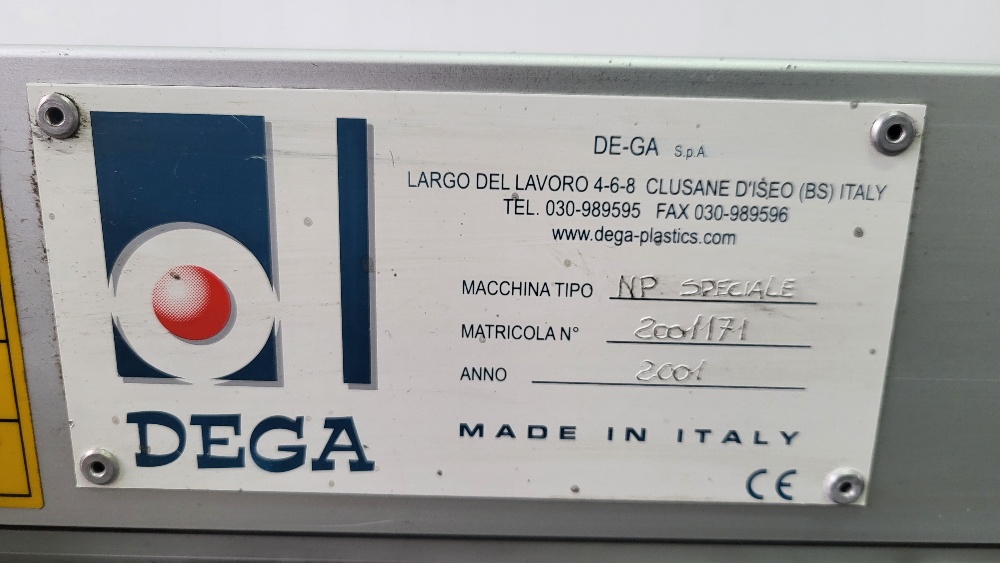 DE-GA S.p.A.
LARGO DEL LAVORO 4-6-8 CLUSANE D'ISEO (BS) ITALY
TEL. 030-989595 FAX 030-989596
www.dega-plastics.com
MACCHINA TIPO NP. SPECIALE
MATRICOLA N° 2001171
ANNO 2001
DEGA
MADE IN ITALY
CE